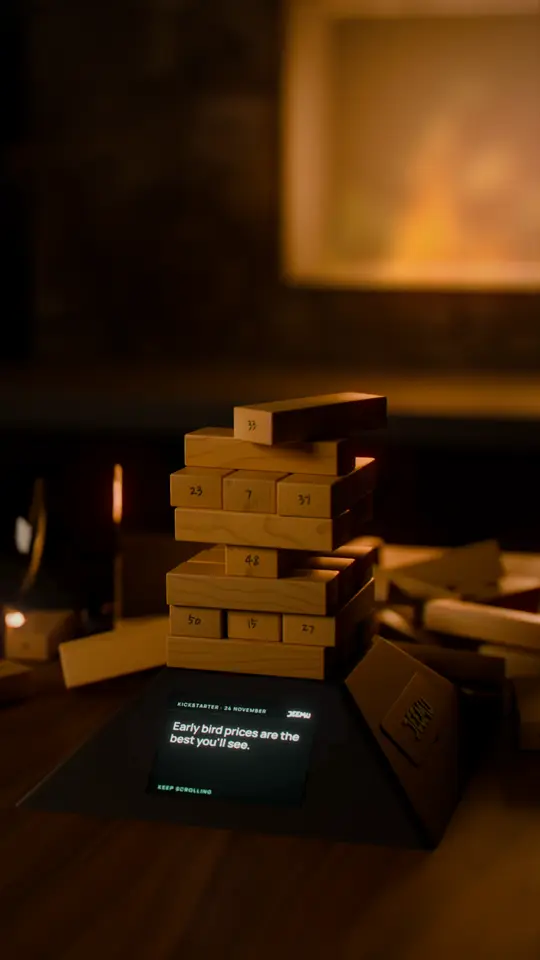 33
23
7
37
48
50
15
27
KICKSTARTER · 24 NOVEMBER
Early bird prices are the
best you'll see.
KEEP SCROLLING